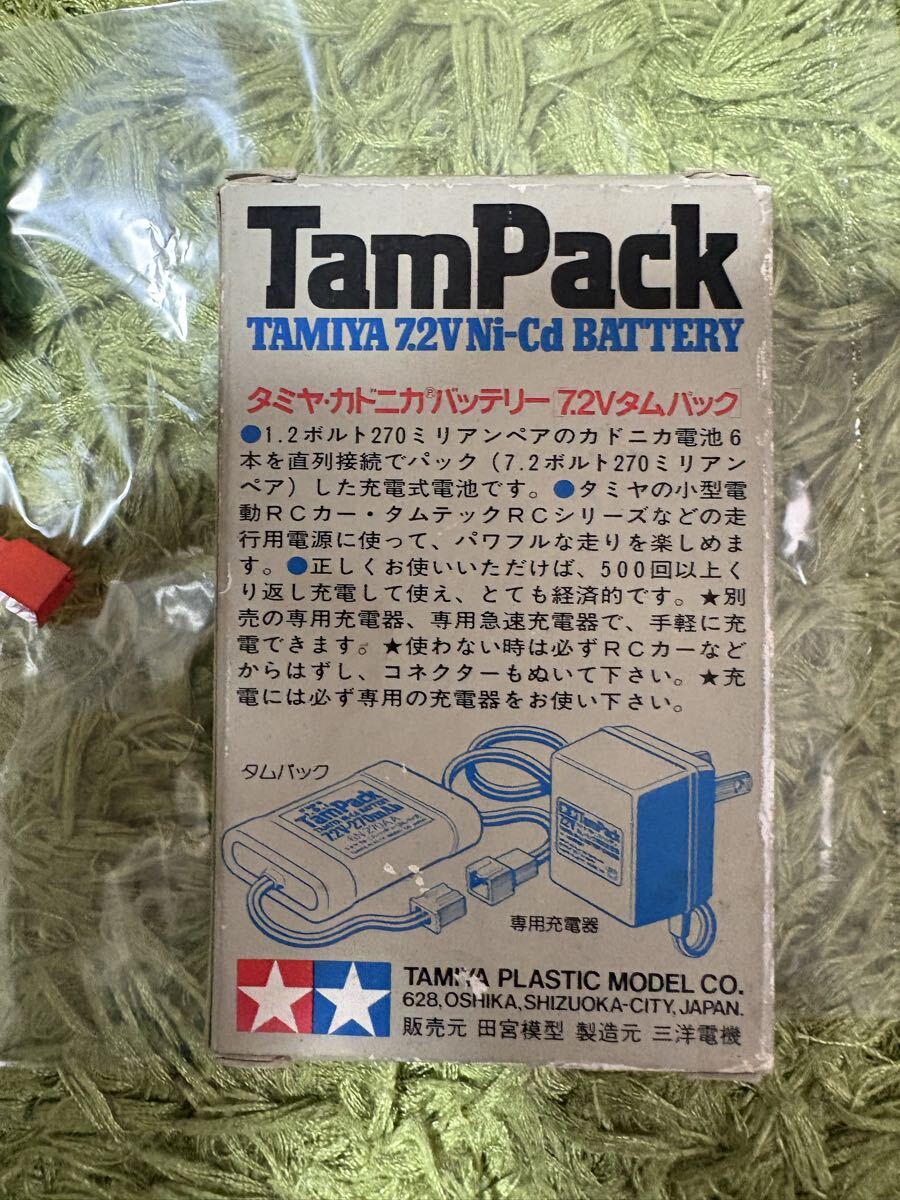 TamPack
TAMIYA 7.2V Ni-Cd BATTERY
タミヤ・カドニカ®バッテリー 7.2Vタムパック
●1.2ボルト270ミリアンペアのカドニカ電池6
本を直列接続でパック(7.2ボルト270ミリアン
ペア)した充電式電池です。●タミヤの小型電
動RCカー・タムテックRCシリーズなどの走
行用電源に使って、パワフルな走りを楽しめま
す。●正しくお使いいただけば、500回以上く
り返し充電して使え、とても経済的です。★別
売の専用充電器、専用急速充電器で、手軽に充
電できます。★使わない時は必ずRCカーなど
からはずし、コネクターもぬいて下さい。★充
電には必ず専用の充電器をお使い下さい。
タムパック
TamPack
7.2V-270mAh
TamPack
7.2V
専用充電器
TAMIYA PLASTIC MODEL CO.
628, OSHIKA, SHIZUOKA-CITY, JAPAN.
販売元 田宮模型 製造元 三洋電機